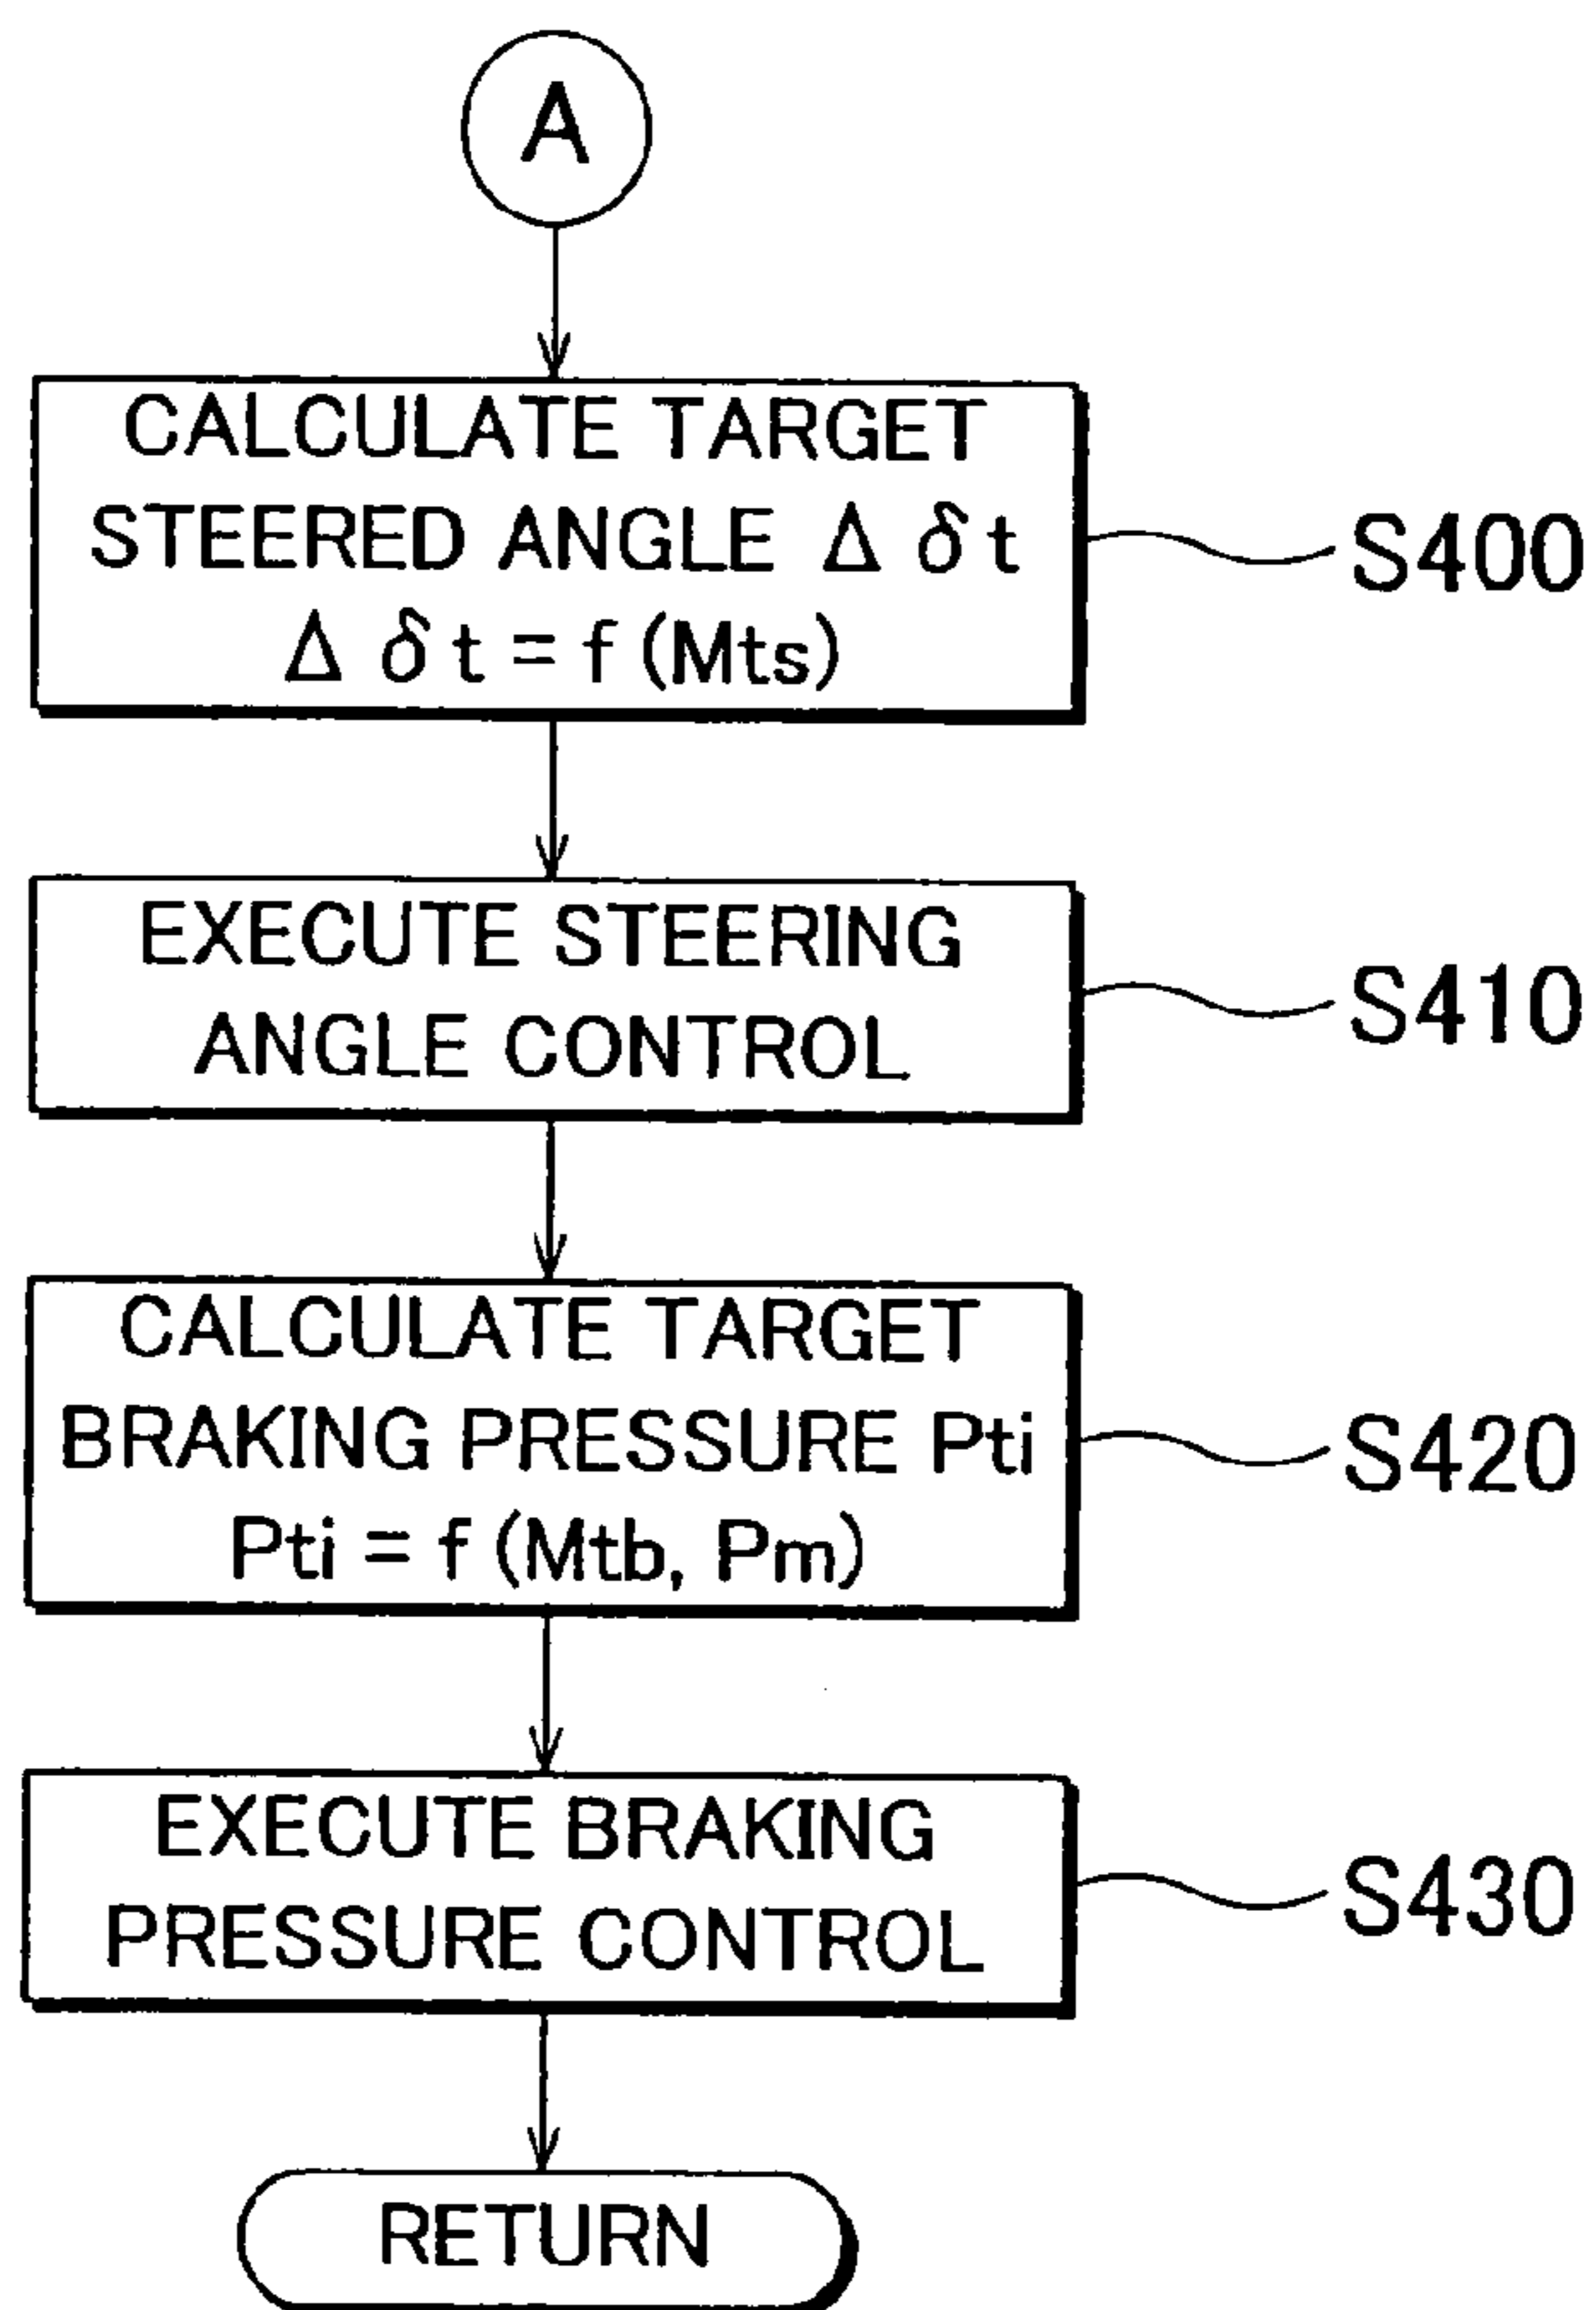 A
CALCULATE TARGET
STEERED ANGLE Δ δ t
Δ δ t = f (Mts)
S400
EXECUTE STEERING
ANGLE CONTROL
S410
CALCULATE TARGET
BRAKING PRESSURE Pti
Pti = f (Mtb, Pm)
S420
EXECUTE BRAKING
PRESSURE CONTROL
S430
RETURN